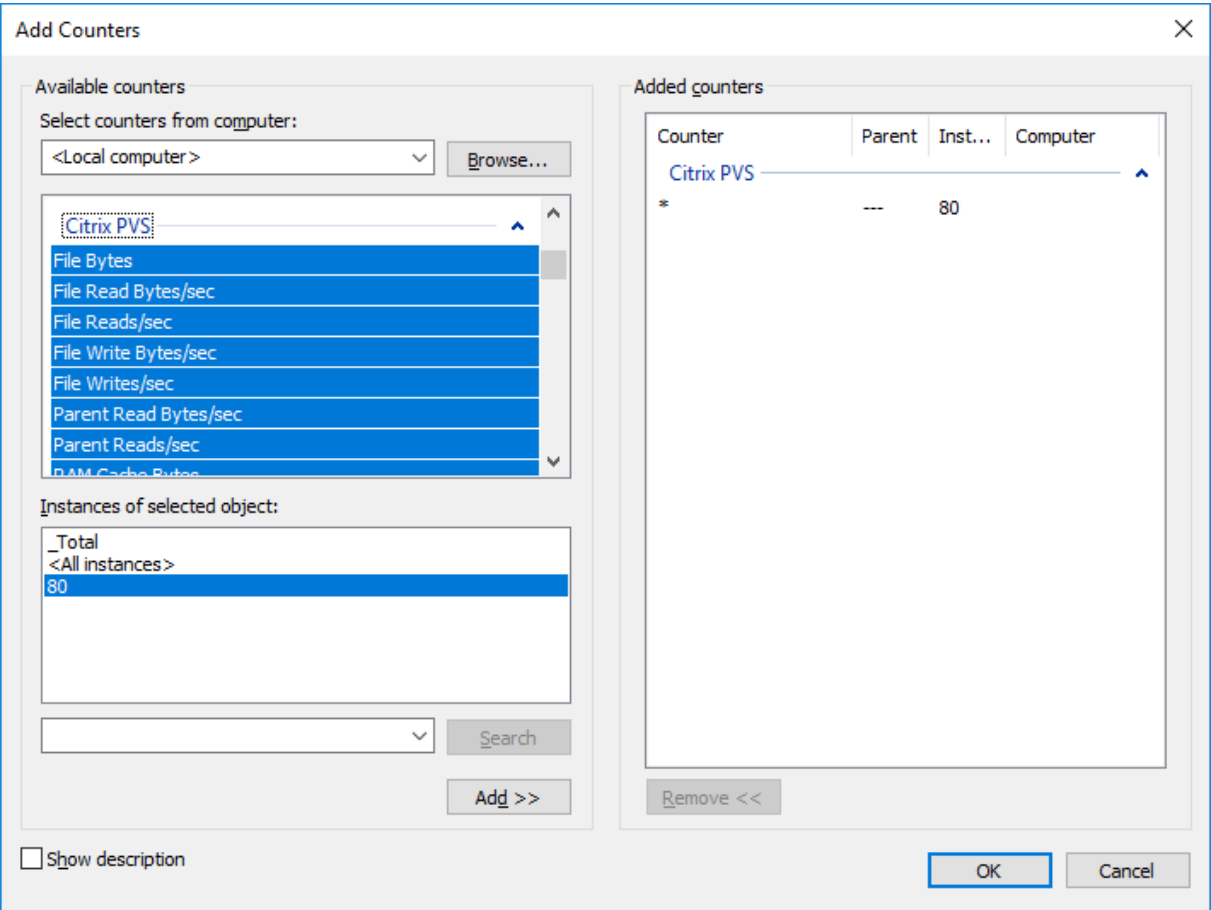 Add Counters
Available counters
Select counters from computer:
<Local computer>
Browse...
Citrix PVS
File Bytes
File Read Bytes/sec
File Reads/sec
File Write Bytes/sec
File Writes/sec
Parent Read Bytes/sec
Parent Reads/sec
RAM Cache Bytes
Instances of selected object:
_Total
<All instances>
80
Search
Add >>
Show description
Added counters
Counter Parent Inst... Computer
Citrix PVS
* --- 80
Remove <<
OK Cancel